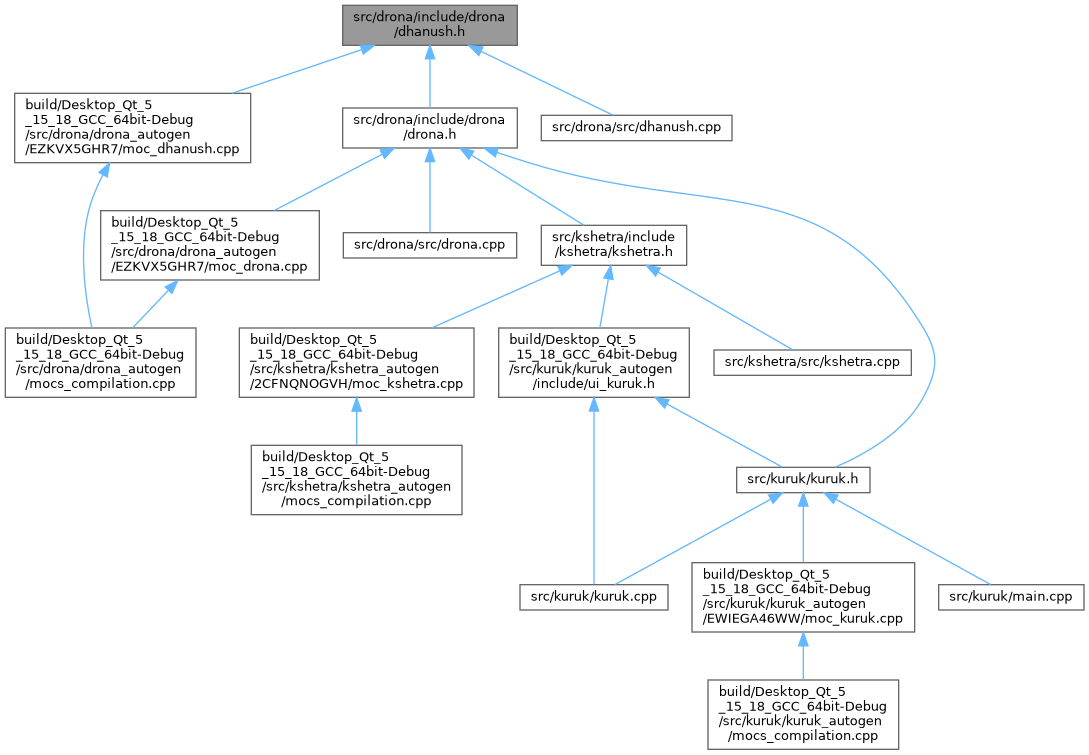 src/drona/include/drona
/dhanush.h
build/Desktop_Qt_5
_15_18_GCC_64bit-Debug
/src/drona/drona_autogen
/EZKVX5GHR7/moc_dhanush.cpp
src/drona/include/drona
/drona.h
src/drona/src/dhanush.cpp
build/Desktop_Qt_5
_15_18_GCC_64bit-Debug
/src/drona/drona_autogen
/EZKVX5GHR7/moc_drona.cpp
src/drona/src/drona.cpp
src/kshetra/include
/kshetra/kshetra.h
build/Desktop_Qt_5
_15_18_GCC_64bit-Debug
/src/drona/drona_autogen
/mocs_compilation.cpp
build/Desktop_Qt_5
_15_18_GCC_64bit-Debug
/src/kshetra/kshetra_autogen
/2CFNQNOGVH/moc_kshetra.cpp
build/Desktop_Qt_5
_15_18_GCC_64bit-Debug
/src/kuruk/kuruk_autogen
/include/ui_kuruk.h
src/kshetra/src/kshetra.cpp
build/Desktop_Qt_5
_15_18_GCC_64bit-Debug
/src/kshetra/kshetra_autogen
/mocs_compilation.cpp
src/kuruk/kuruk.h
src/kuruk/kuruk.cpp
build/Desktop_Qt_5
_15_18_GCC_64bit-Debug
/src/kuruk/kuruk_autogen
/EWIEGA46WW/moc_kuruk.cpp
src/kuruk/main.cpp
build/Desktop_Qt_5
_15_18_GCC_64bit-Debug
/src/kuruk/kuruk_autogen
/mocs_compilation.cpp